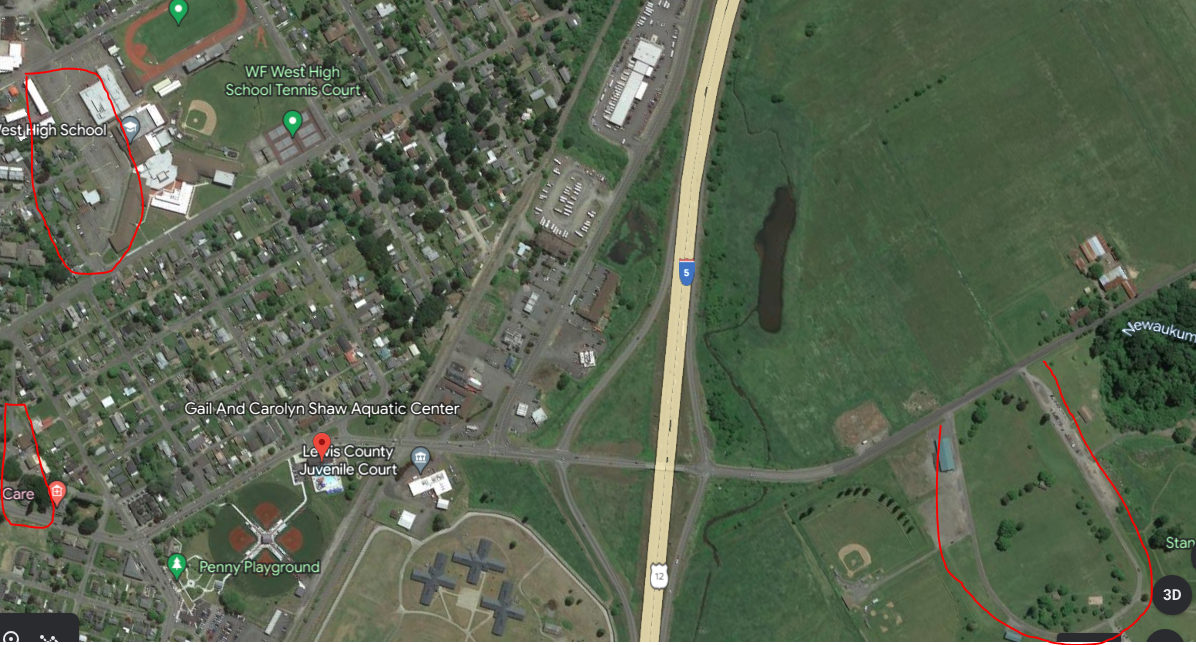 WF West High
School Tennis Court
est High School
5
Newaukum
Gail And Carolyn Shaw Aquatic Center
Lewis County
Juvenile Court
Care
Stan
Penny Playground
12
3D